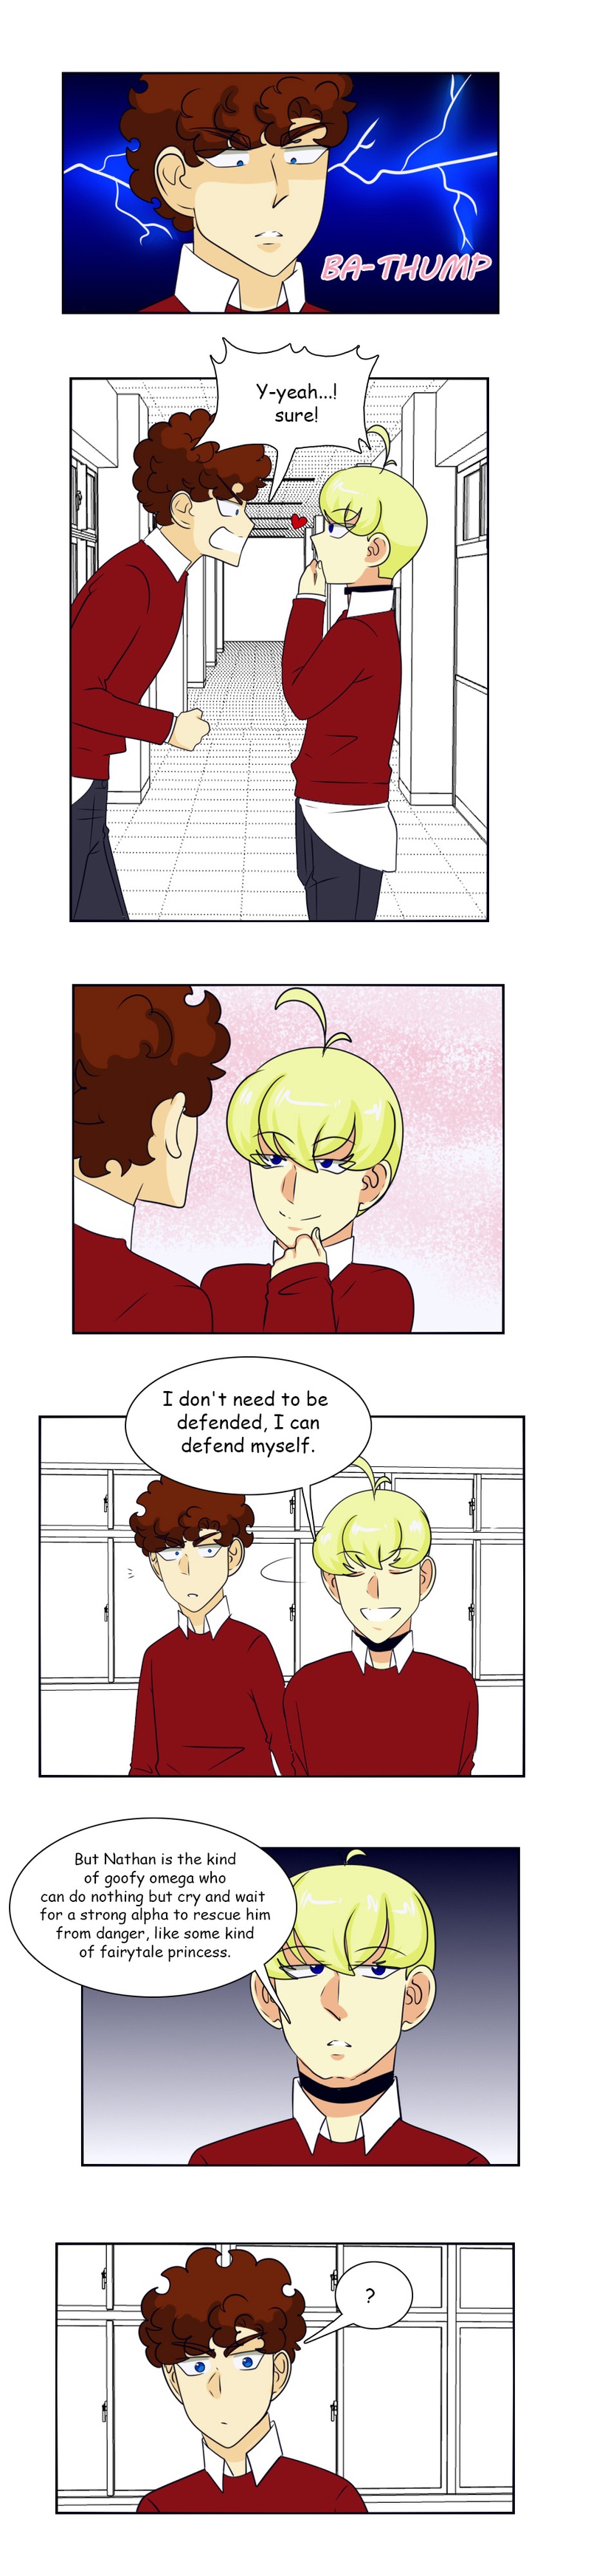 BA-THUMP
Y-yeah...!
sure!
I don't need to be
defended, I can
defend myself.
But Nathan is the kind
of goofy omega who
can do nothing but cry and wait
for a strong alpha to rescue him
from danger, like some kind
of fairytale princess.
?